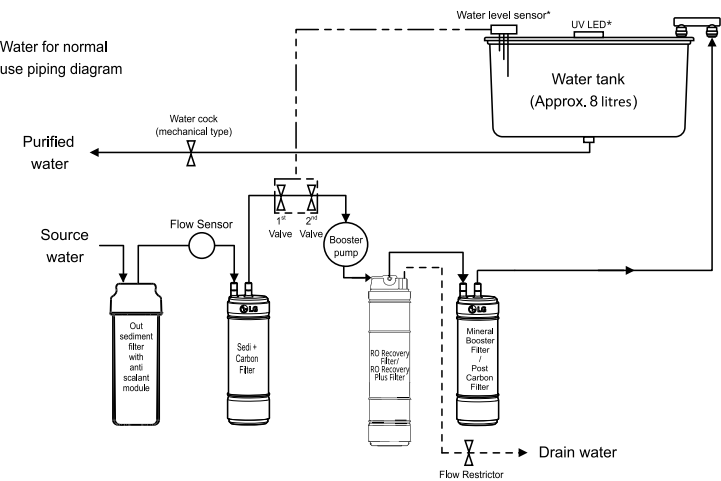 Water level sensor*
UV LED*
Water for normal
use piping diagram
Water tank
(Approx. 8 litres)
Water cock
(mechanical type)
Purified
water
Flow Sensor
1st
Valve
2nd
Valve
Source
water
Booster
pump
Out
sediment
filter
with
anti
scalant
module
LG
Sedi +
Carbon
Filter
RO Recovery
Filter/
RO Recovery
Plus Filter
LG
Mineral
Booster
Filter
/
Post
Carbon
Filter
Drain water
Flow Restrictor